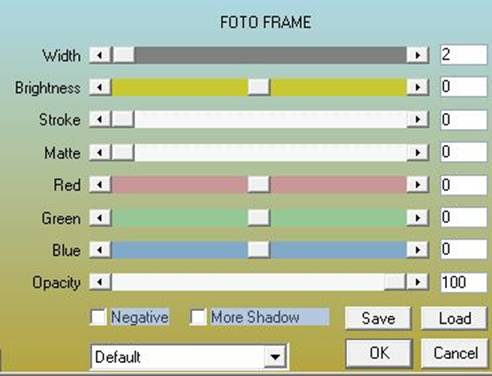 FOTO FRAME
Width 2
Brightness 0
Stroke 0
Matte 0
Red 0
Green 0
Blue 0
Opacity 100
Negative More Shadow Save Load
Default OK Cancel